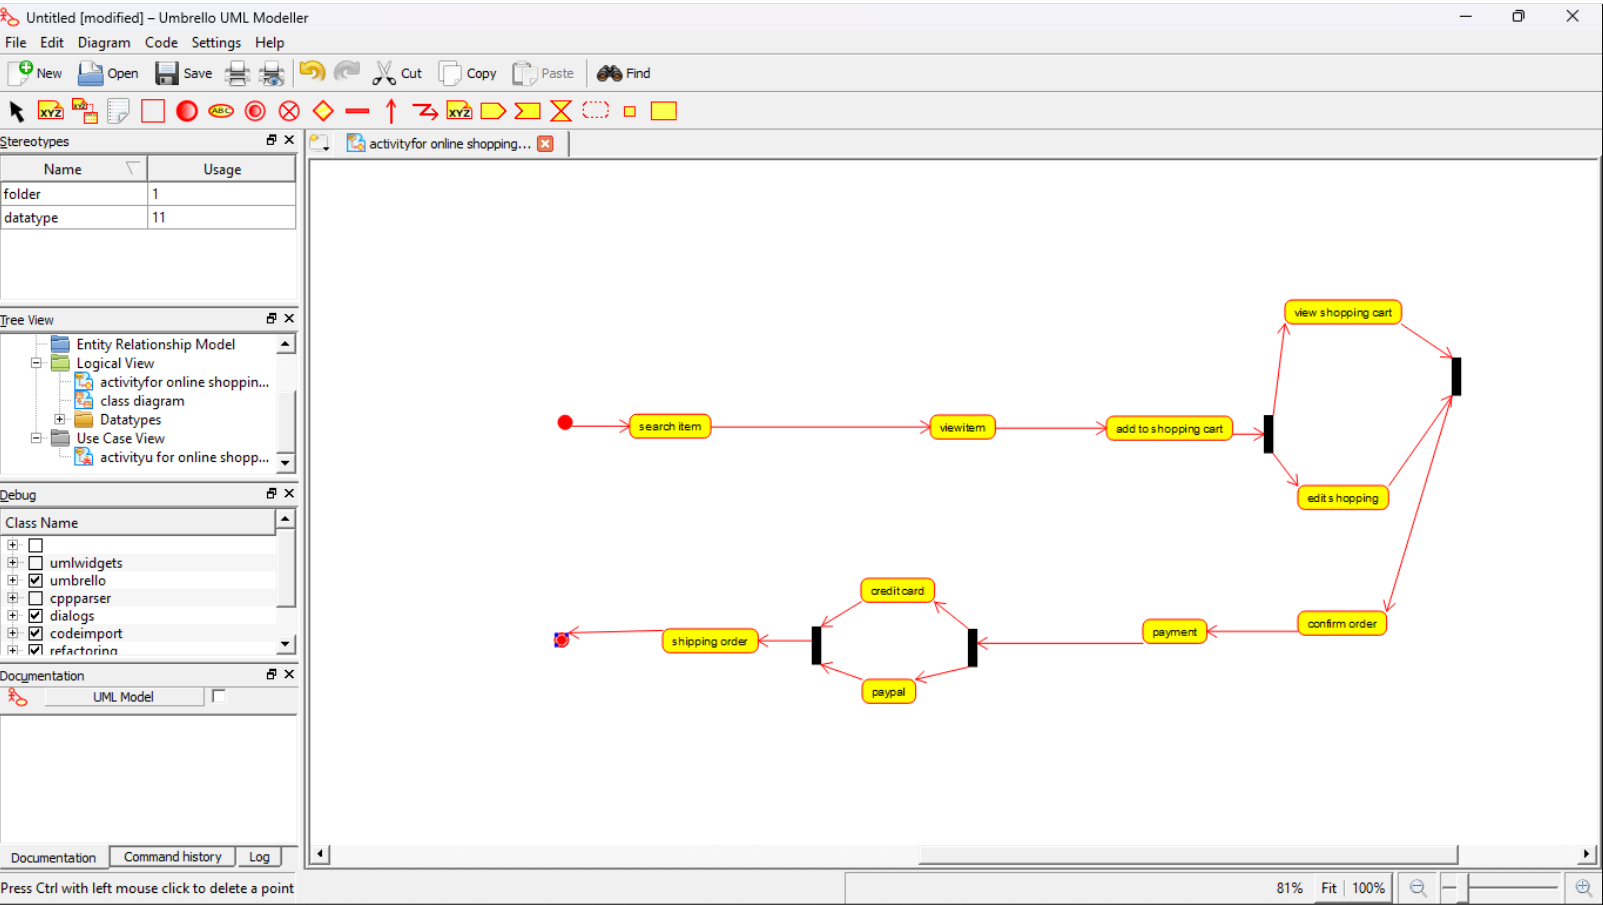 Untitled [modified] – Umbrello UML Modeller
File Edit Diagram Code Settings Help
New Open Save Cut Copy Paste Find
XYZ XYZ ABC XYZ
Stereotypes
activityfor online shopping...
Name Usage
folder 1
datatype 11
Tree View
Entity Relationship Model
Logical View
activityfor online shoppin...
class diagram
Datatypes
Use Case View
activityu for online shopp...
Debug
Class Name
umlwidgets
umbrello
cppparser
dialogs
codeimport
refactoring
Documentation
UML Model
Documentation Command history Log
Press Ctrl with left mouse click to delete a point
view shopping cart
search item
viewitem
add to shopping cart
edit shopping
credit card
confirm order
payment
shipping order
paypal
81% Fit 100%